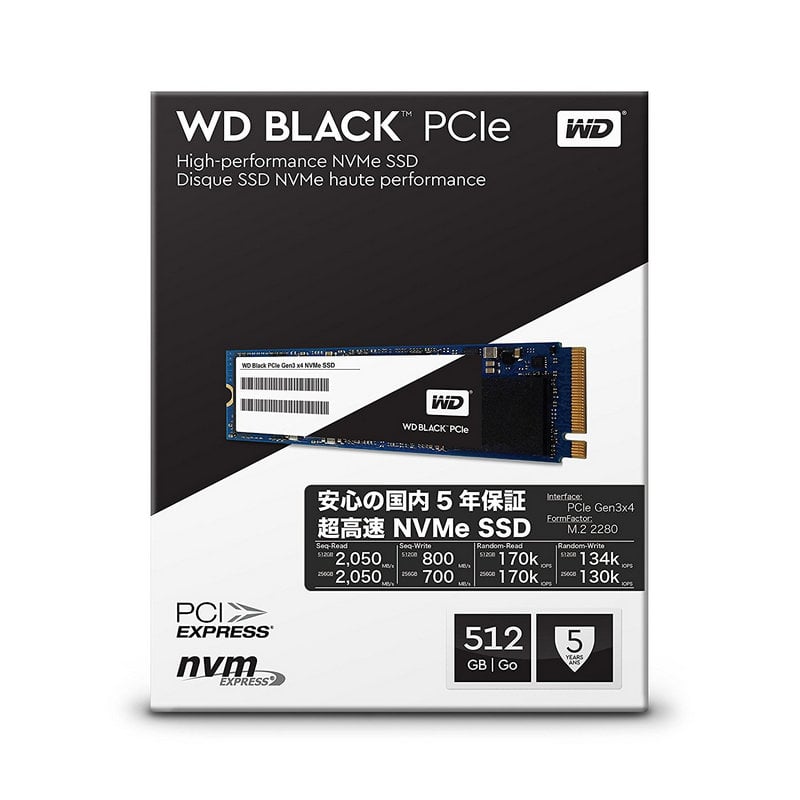 WD BLACK™ PCIe
WD®
High-performance NVMe SSD
Disque SSD NVMe haute performance
WD Black PCIe Gen3 x4 NVMe SSD
WD
WD BLACK™ PCIe
安心の国内 5 年保証
超高速 NVMe SSD
Interface:
PCIe Gen3x4
FormFactor:
M.2 2280
Seq-Read
512GB 2,050 MB/s
256GB 2,050 MB/s
Seq-Write
512GB 800 MB/s
256GB 700 MB/s
Random-Read
512GB 170k IOPS
256GB 170k IOPS
Random-Write
512GB 134k IOPS
256GB 130k IOPS
PCI
EXPRESS®
nvm
EXPRESS®
512
GB | Go
5
YEARS
ANS